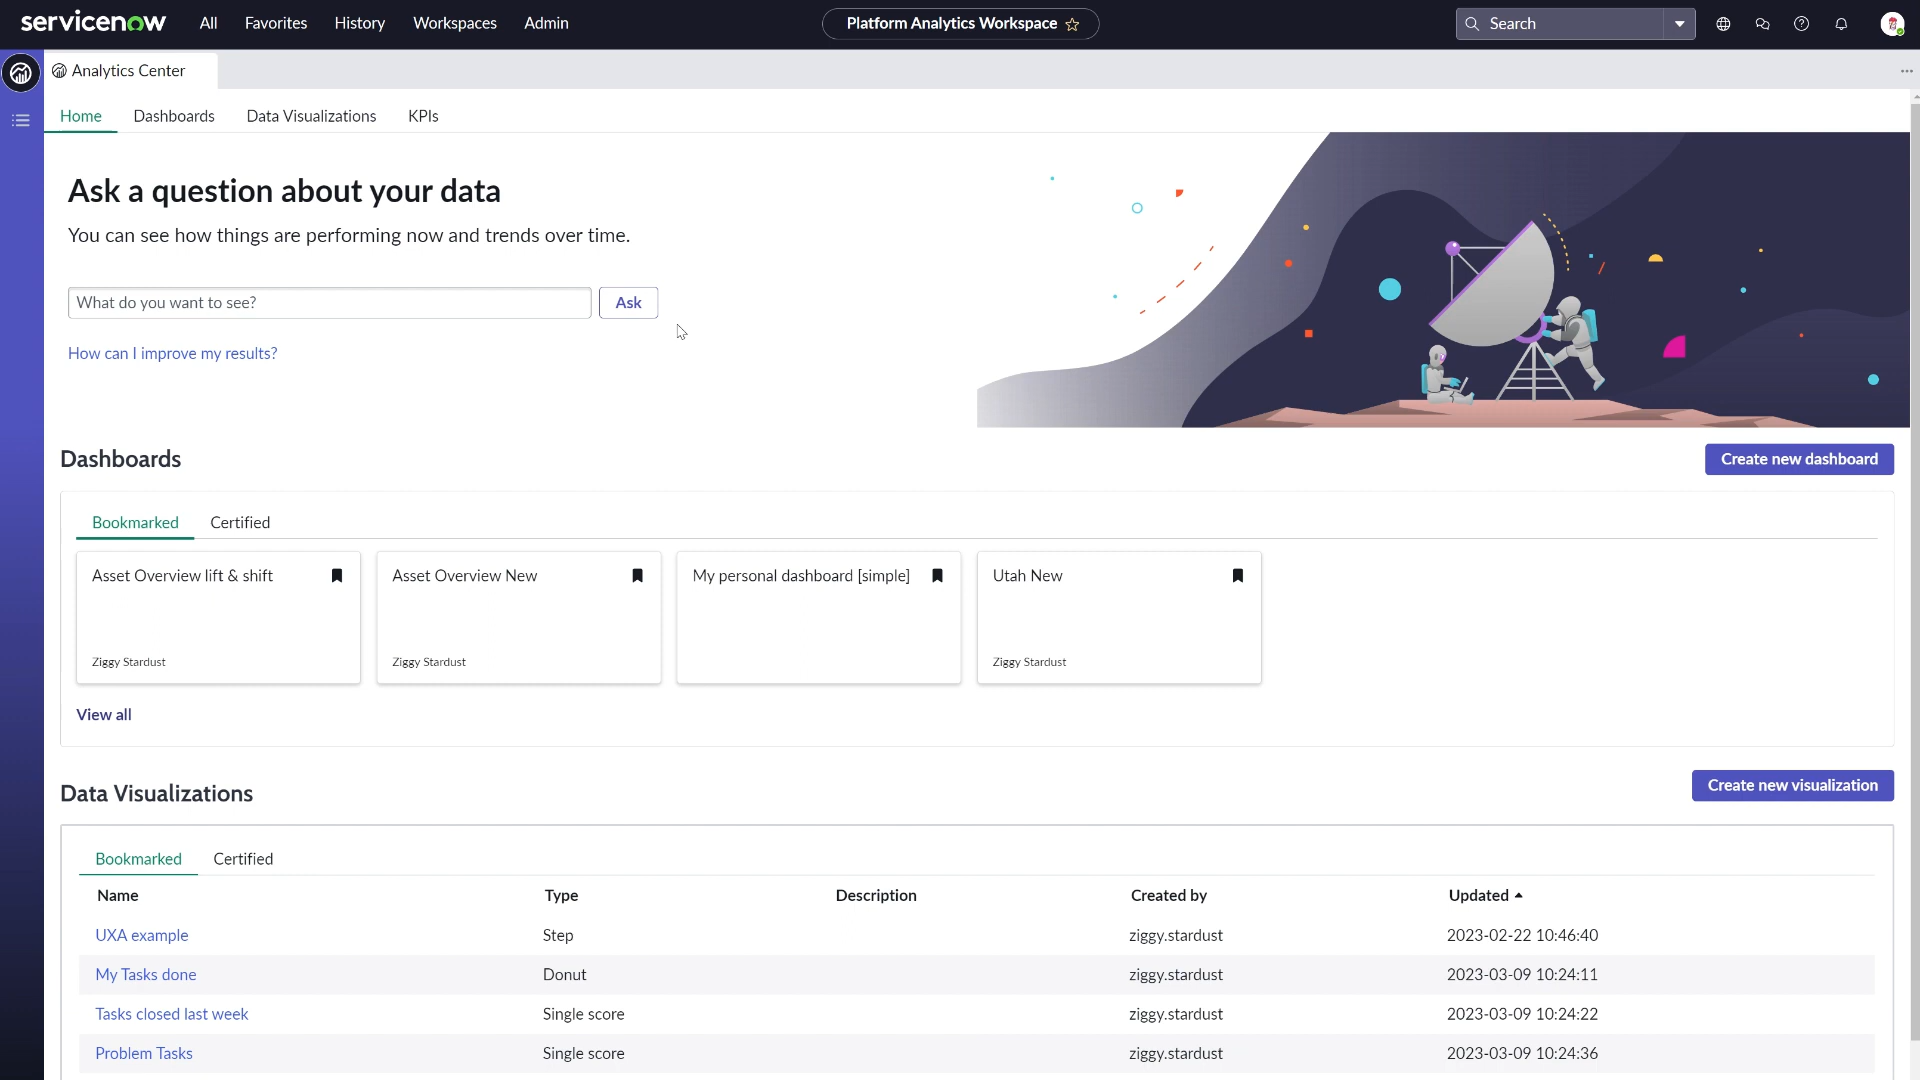 servicenow All Favorites History Workspaces Admin Platform Analytics Workspace Search
Analytics Center
Home Dashboards Data Visualizations KPIs
Ask a question about your data
You can see how things are performing now and trends over time.
What do you want to see? Ask
How can I improve my results?
Dashboards Create new dashboard
Bookmarked Certified
Asset Overview lift & shift Asset Overview New My personal dashboard [simple] Utah New
Ziggy Stardust Ziggy Stardust Ziggy Stardust
View all
Data Visualizations Create new visualization
Bookmarked Certified
Name Type Description Created by Updated
UXA example Step ziggy.stardust 2023-02-22 10:46:40
My Tasks done Donut ziggy.stardust 2023-03-09 10:24:11
Tasks closed last week Single score ziggy.stardust 2023-03-09 10:24:22
Problem Tasks Single score ziggy.stardust 2023-03-09 10:24:36